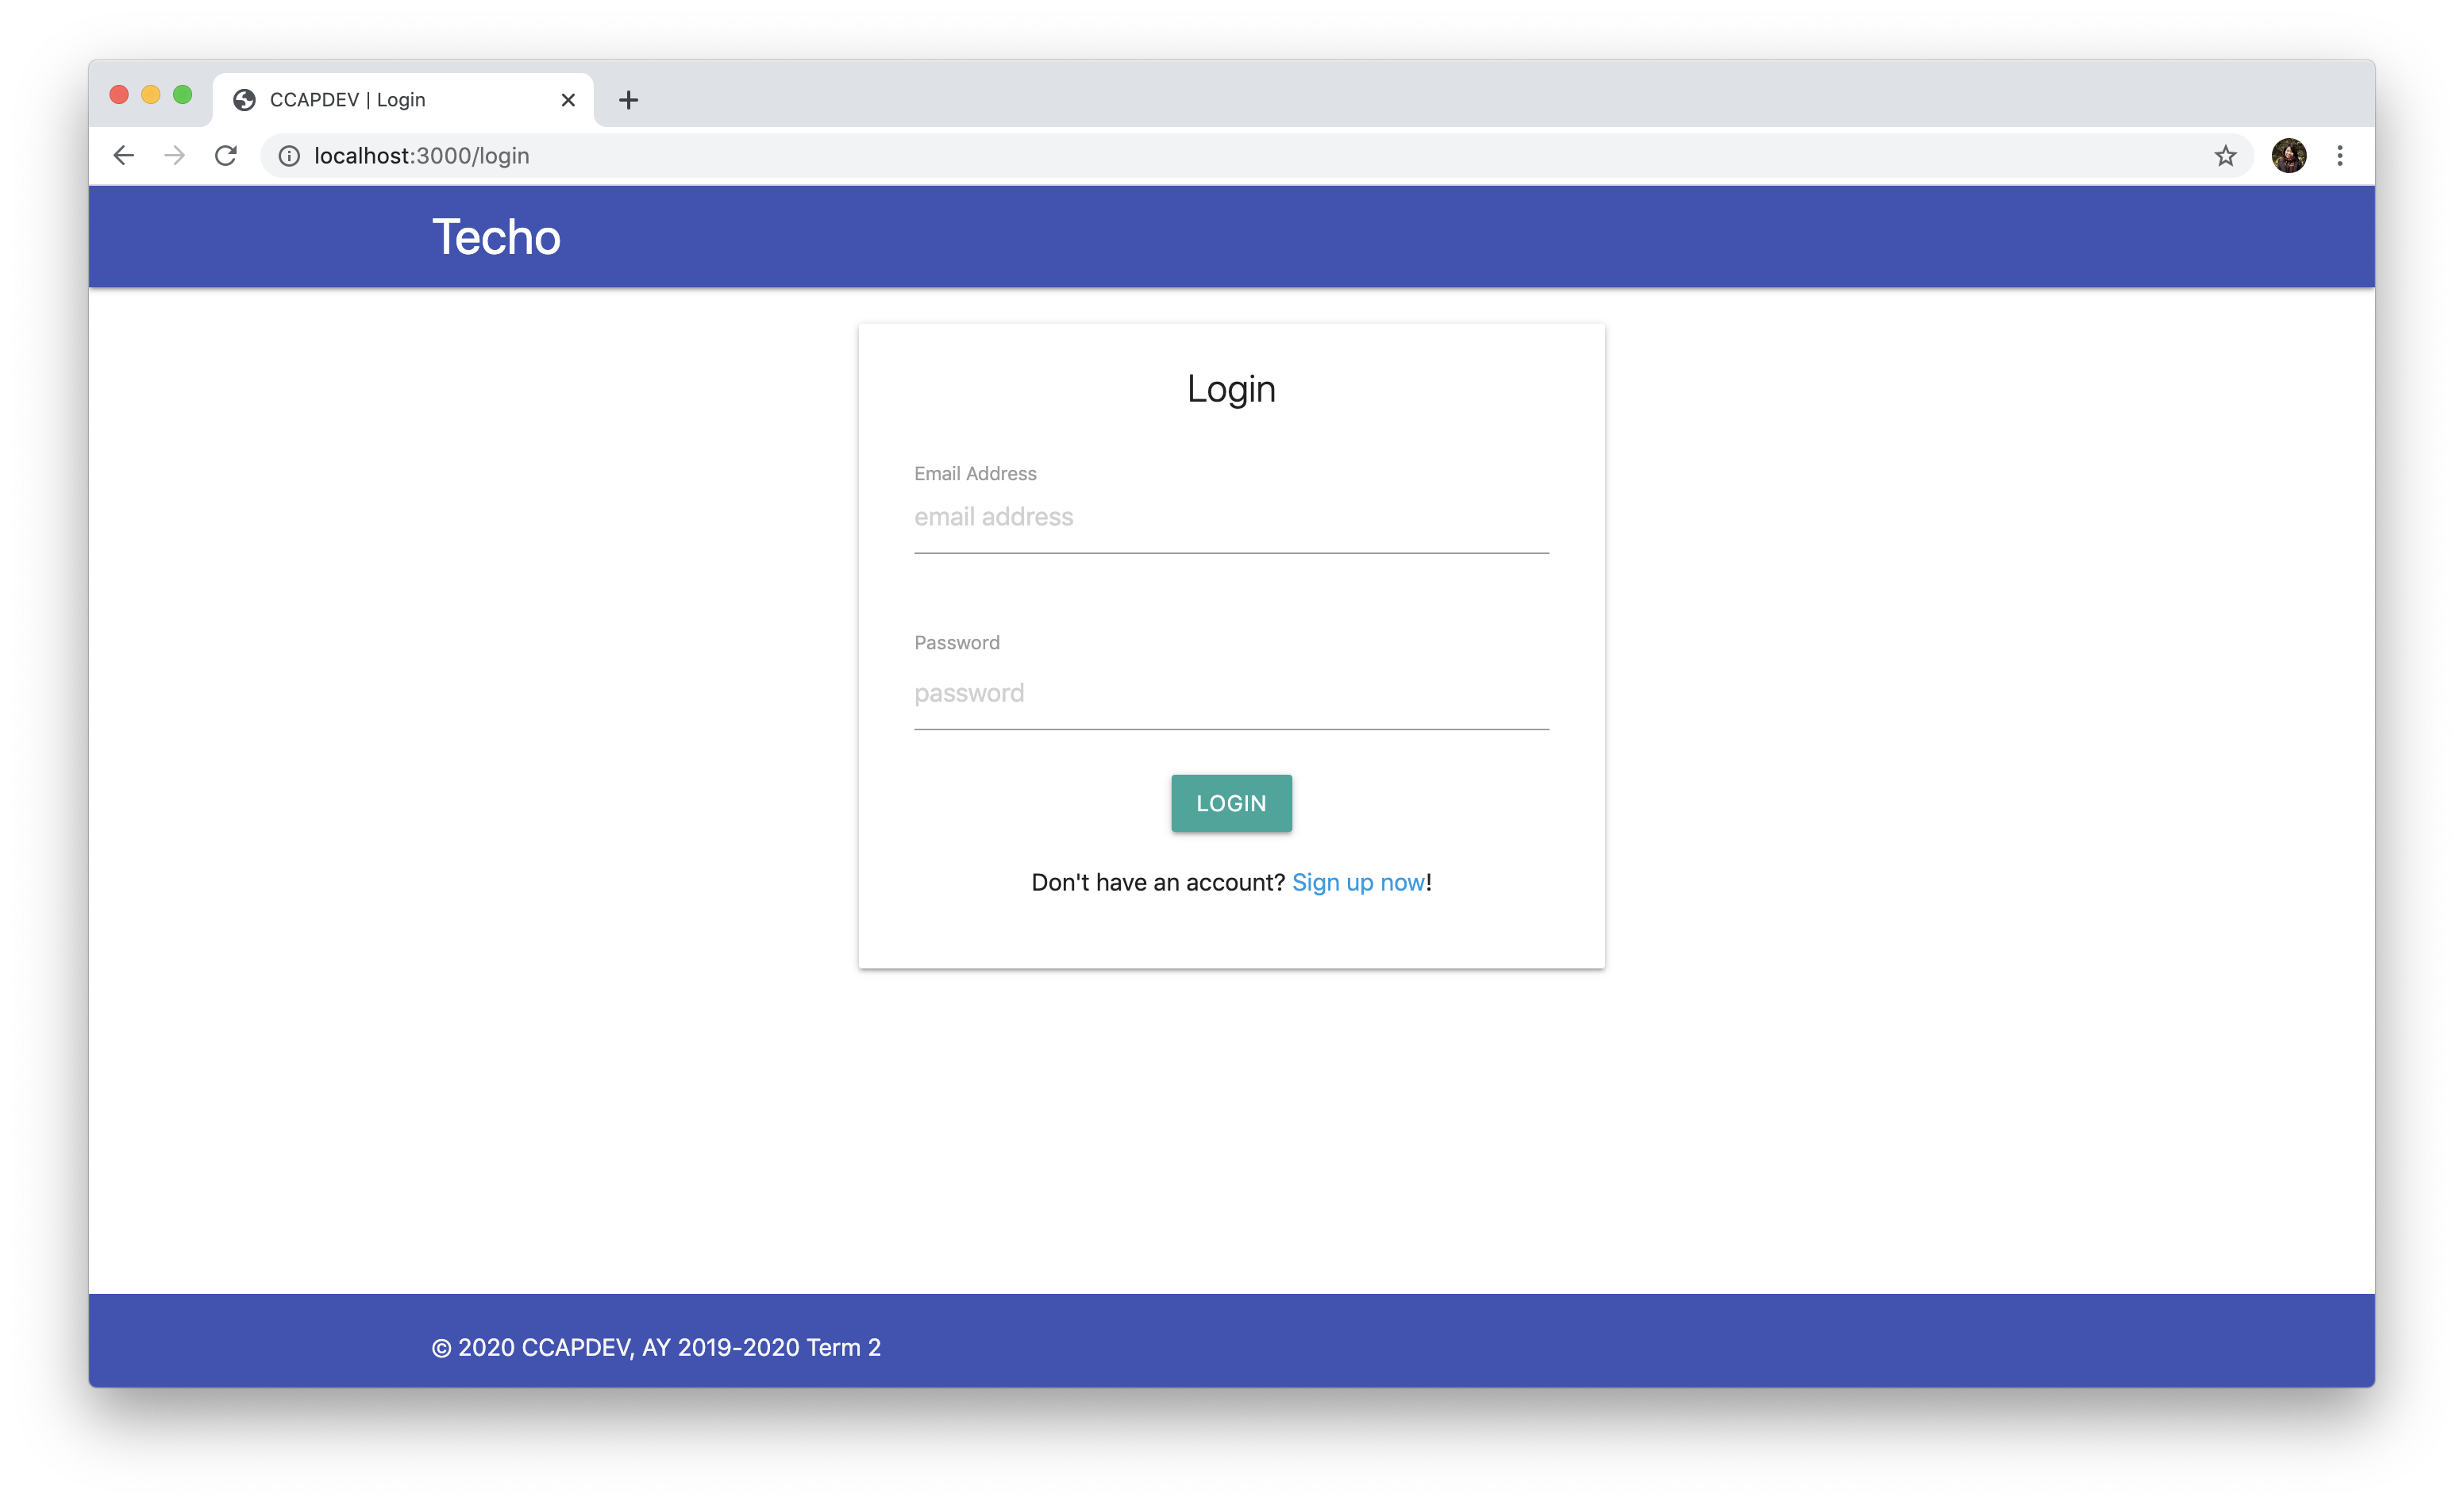 CCAPDEV | Login
localhost:3000/login
Techo
Login
Email Address
email address
Password
password
LOGIN
Don't have an account? Sign up now!
© 2020 CCAPDEV, AY 2019-2020 Term 2